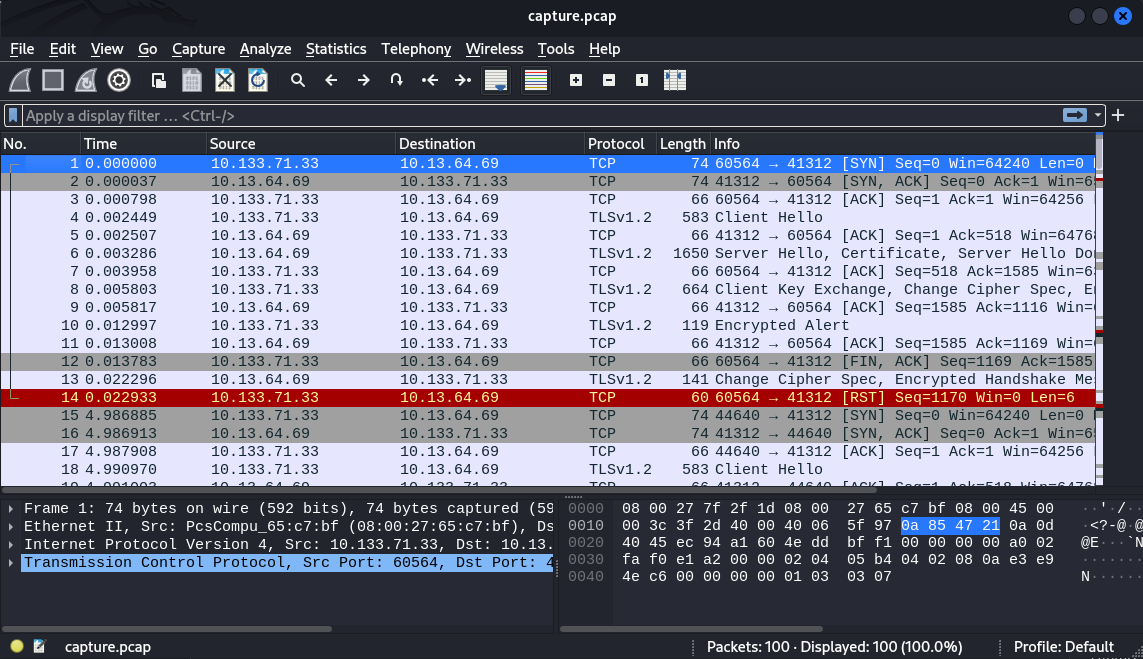 capture.pcap
File Edit View Go Capture Analyze Statistics Telephony Wireless Tools Help
Apply a display filter … <Ctrl-/>
No. Time Source Destination Protocol Length Info
1 0.000000 10.133.71.33 10.13.64.69 TCP 74 60564 → 41312 [SYN] Seq=0 Win=64240 Len=0
2 0.000037 10.13.64.69 10.133.71.33 TCP 74 41312 → 60564 [SYN, ACK] Seq=0 Ack=1 Win=6
3 0.000798 10.133.71.33 10.13.64.69 TCP 66 60564 → 41312 [ACK] Seq=1 Ack=1 Win=64256
4 0.002449 10.133.71.33 10.13.64.69 TLSv1.2 583 Client Hello
5 0.002507 10.13.64.69 10.133.71.33 TCP 66 41312 → 60564 [ACK] Seq=1 Ack=518 Win=6476
6 0.003286 10.13.64.69 10.133.71.33 TLSv1.2 1650 Server Hello, Certificate, Server Hello Do
7 0.003958 10.133.71.33 10.13.64.69 TCP 66 60564 → 41312 [ACK] Seq=518 Ack=1585 Win=6
8 0.005803 10.133.71.33 10.13.64.69 TLSv1.2 664 Client Key Exchange, Change Cipher Spec, E
9 0.005817 10.13.64.69 10.133.71.33 TCP 66 41312 → 60564 [ACK] Seq=1585 Ack=1116 Win=
10 0.012997 10.133.71.33 10.13.64.69 TLSv1.2 119 Encrypted Alert
11 0.013008 10.13.64.69 10.133.71.33 TCP 66 41312 → 60564 [ACK] Seq=1585 Ack=1169 Win=
12 0.013783 10.133.71.33 10.13.64.69 TCP 66 60564 → 41312 [FIN, ACK] Seq=1169 Ack=1585
13 0.022296 10.13.64.69 10.133.71.33 TLSv1.2 141 Change Cipher Spec, Encrypted Handshake Me
14 0.022933 10.133.71.33 10.13.64.69 TCP 60 60564 → 41312 [RST] Seq=1170 Win=0 Len=6
15 4.986885 10.133.71.33 10.13.64.69 TCP 74 44640 → 41312 [SYN] Seq=0 Win=64240 Len=0
16 4.986913 10.13.64.69 10.133.71.33 TCP 74 41312 → 44640 [SYN, ACK] Seq=0 Ack=1 Win=6
17 4.987908 10.133.71.33 10.13.64.69 TCP 66 44640 → 41312 [ACK] Seq=1 Ack=1 Win=64256
18 4.990970 10.133.71.33 10.13.64.69 TLSv1.2 583 Client Hello
Frame 1: 74 bytes on wire (592 bits), 74 bytes captured (59
Ethernet II, Src: PcsCompu_65:c7:bf (08:00:27:65:c7:bf), Ds
Internet Protocol Version 4, Src: 10.133.71.33, Dst: 10.13.
Transmission Control Protocol, Src Port: 60564, Dst Port: 4
0000 08 00 27 7f 2f 1d 08 00 27 65 c7 bf 08 00 45 00 ··'·/···
0010 00 3c 3f 2d 40 00 40 06 5f 97 0a 85 47 21 0a 0d ·<?-@·@
0020 40 45 ec 94 a1 60 4e dd bf f1 00 00 00 00 a0 02 @E···`N
0030 fa f0 e1 a2 00 00 02 04 05 b4 04 02 08 0a e3 e9 ·······
0040 4e c6 00 00 00 00 01 03 03 07 N······
capture.pcap
Packets: 100 · Displayed: 100 (100.0%)
Profile: Default